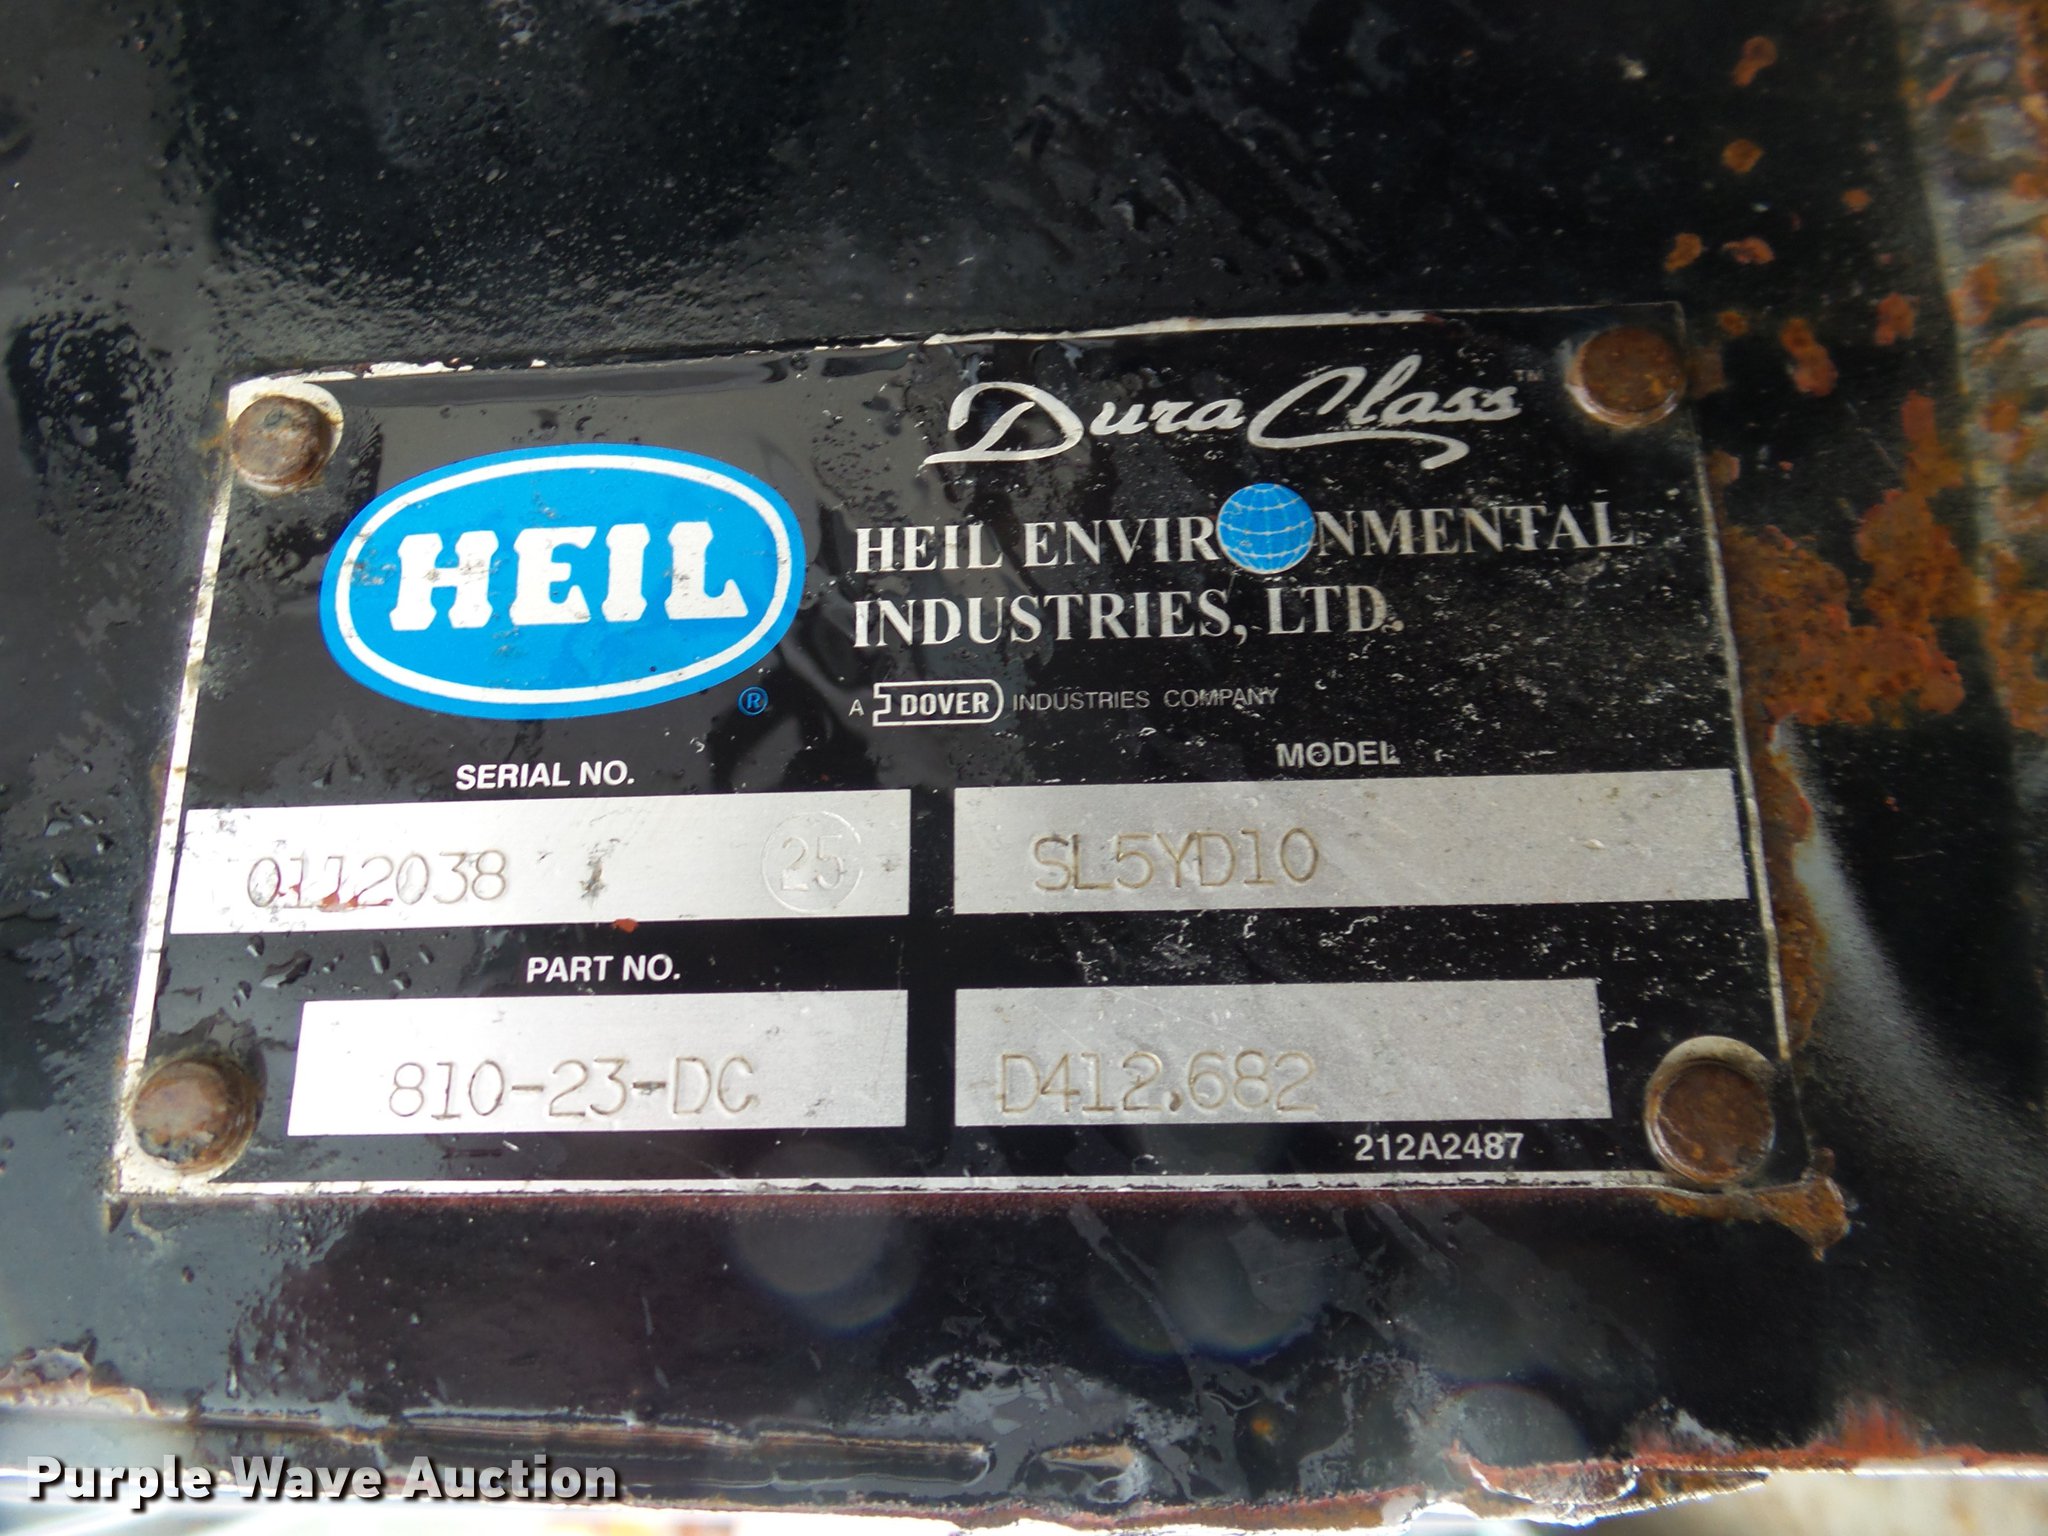 DuraClass™
HEIL®
HEIL ENVIRONMENTAL
INDUSTRIES, LTD.
A DOVER INDUSTRIES COMPANY
SERIAL NO.
MODEL
0112038 25
SL5YD10
PART NO.
810-23-DC
D412.682
212A2487
Purple Wave Auction